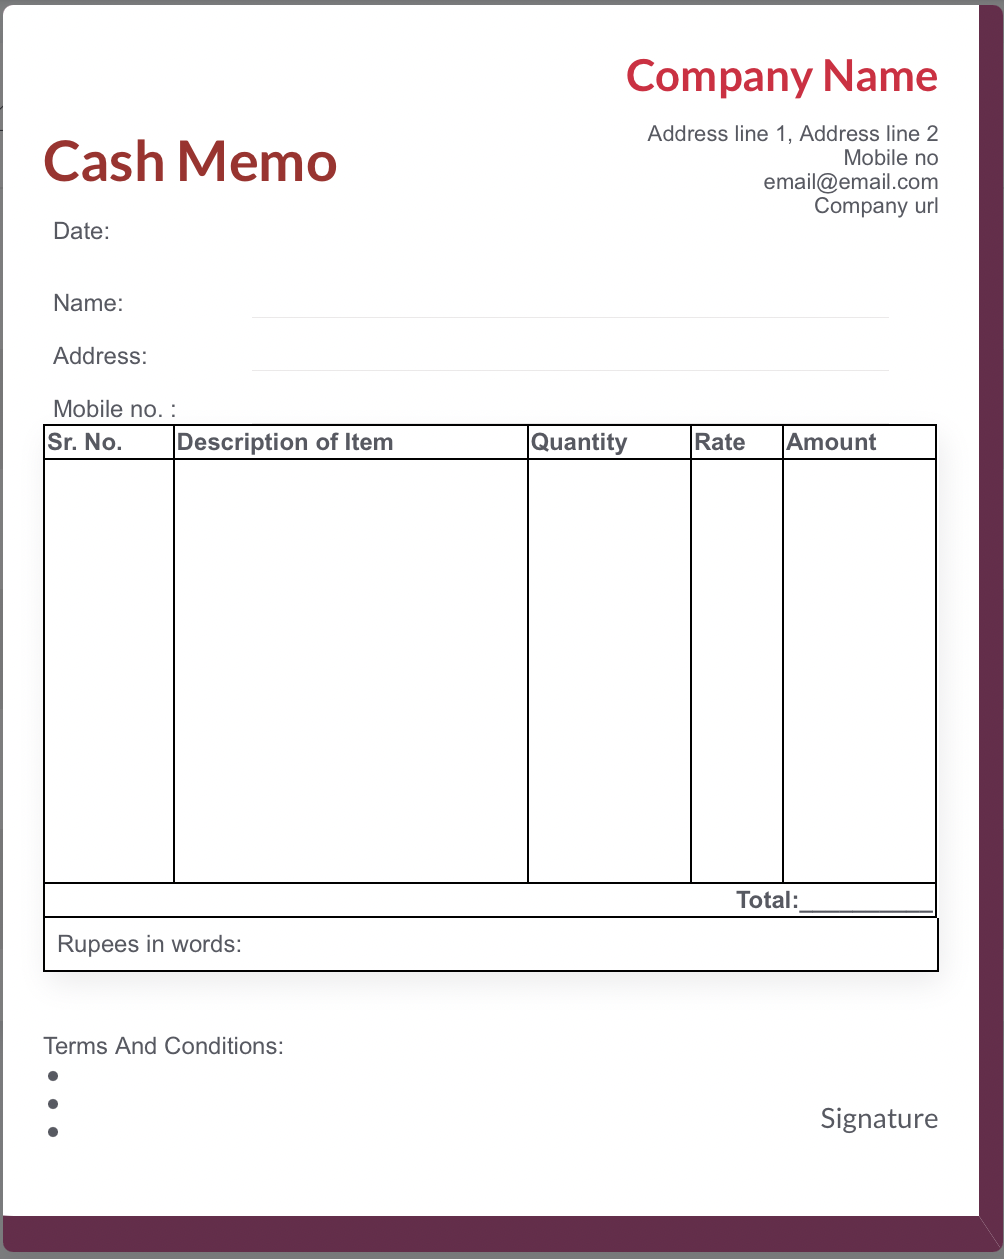 Company Name
Address line 1, Address line 2
Mobile no
email@email.com
Company url
Cash Memo
Date:
Name:
Address:
Mobile no. :
Sr. No. Description of Item Quantity Rate Amount
Total:__________
Rupees in words:
Terms And Conditions:
Signature